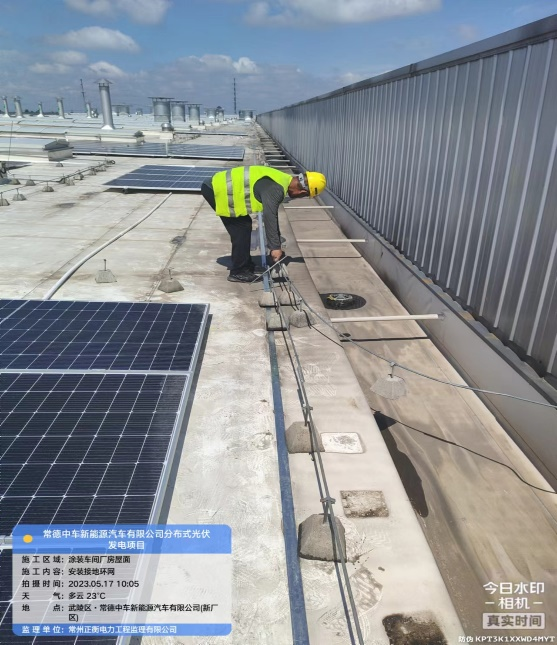 常德中车新能源汽车有限公司分布式光伏
发电项目
施工区域：涂装车间厂房屋面
施工内容：安装接地环网
拍摄时间：2023.05.17 10:05
天气：多云 23℃
地点：武陵区·常德中车新能源汽车有限公司(新厂
区)
监理单位：常州正衡电力工程监理有限公司
今日水印
相机
真实时间
防伪 KPT3K1XXWD4MYT